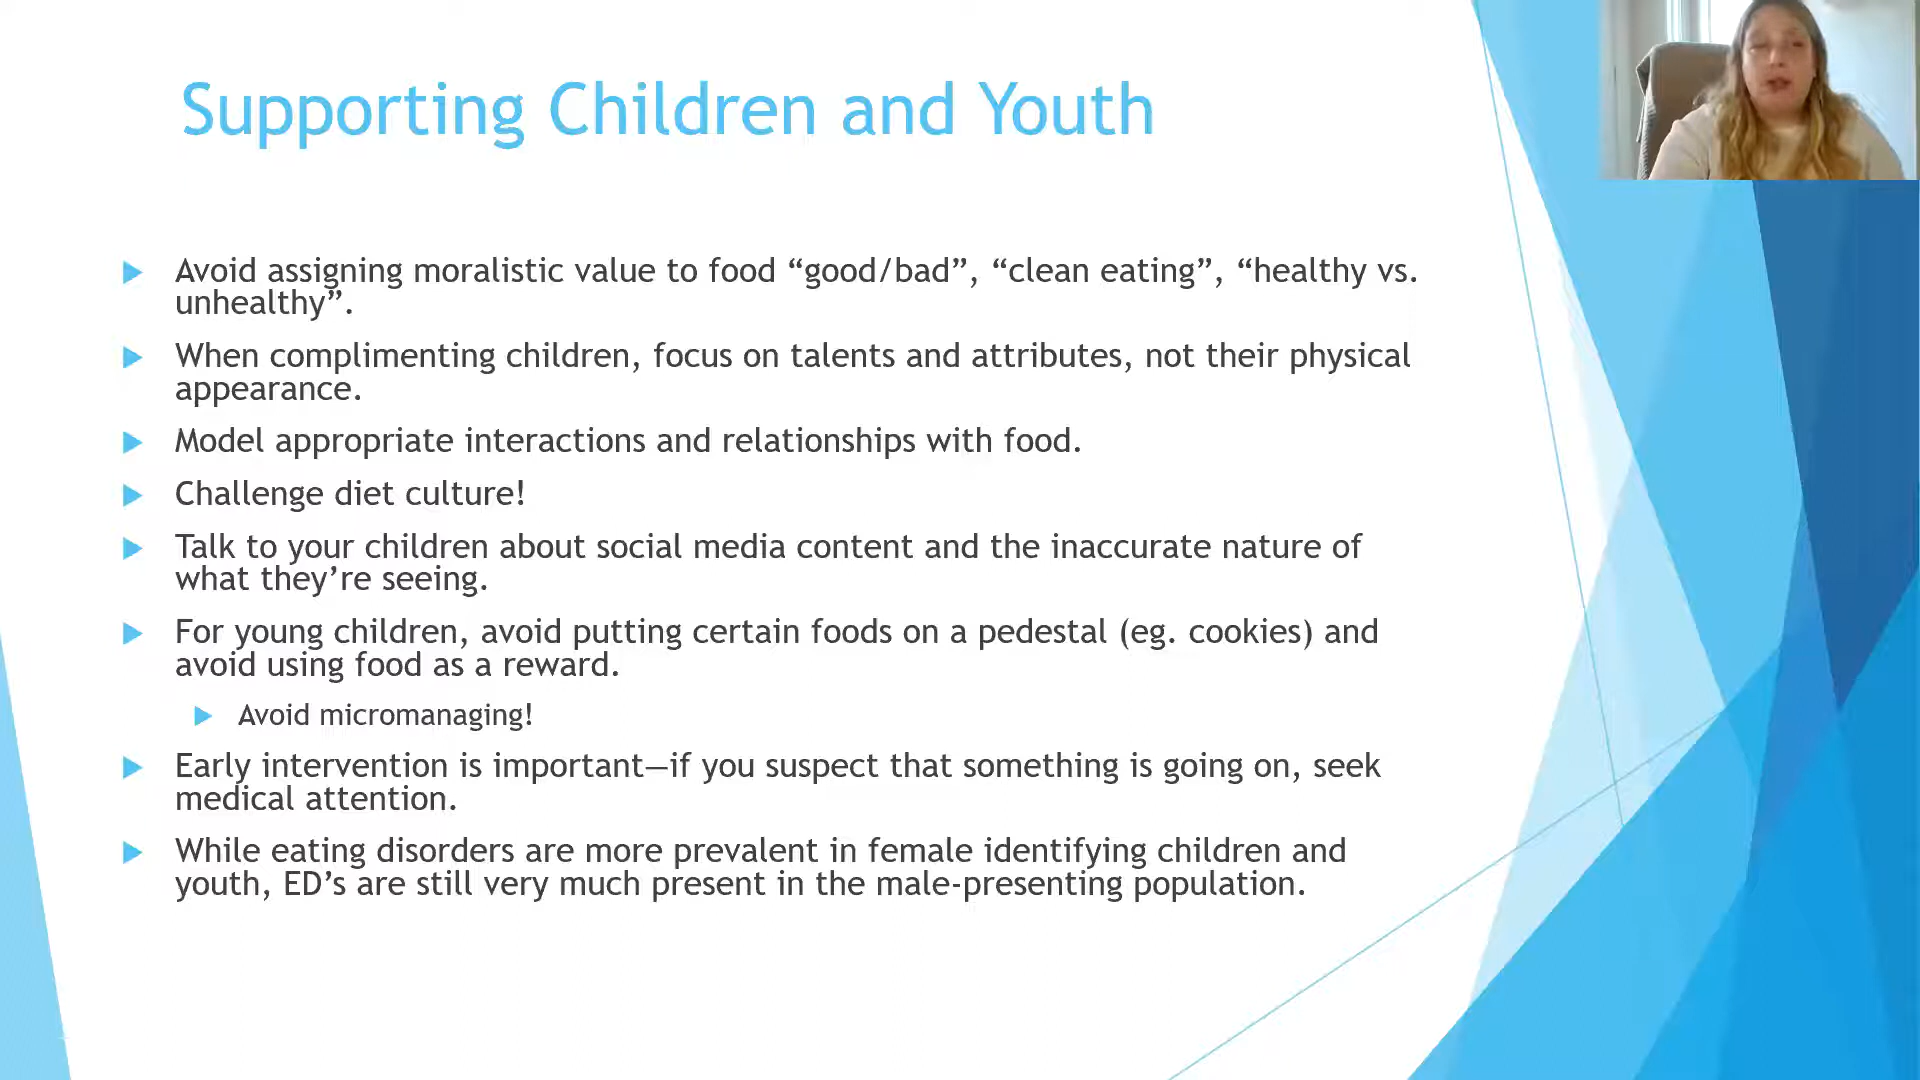 Supporting Children and Youth
Avoid assigning moralistic value to food “good/bad”, “clean eating”, “healthy vs.
unhealthy”.
When complimenting children, focus on talents and attributes, not their physical
appearance.
Model appropriate interactions and relationships with food.
Challenge diet culture!
Talk to your children about social media content and the inaccurate nature of
what they’re seeing.
For young children, avoid putting certain foods on a pedestal (eg. cookies) and
avoid using food as a reward.
Avoid micromanaging!
Early intervention is important—if you suspect that something is going on, seek
medical attention.
While eating disorders are more prevalent in female identifying children and
youth, ED’s are still very much present in the male-presenting population.